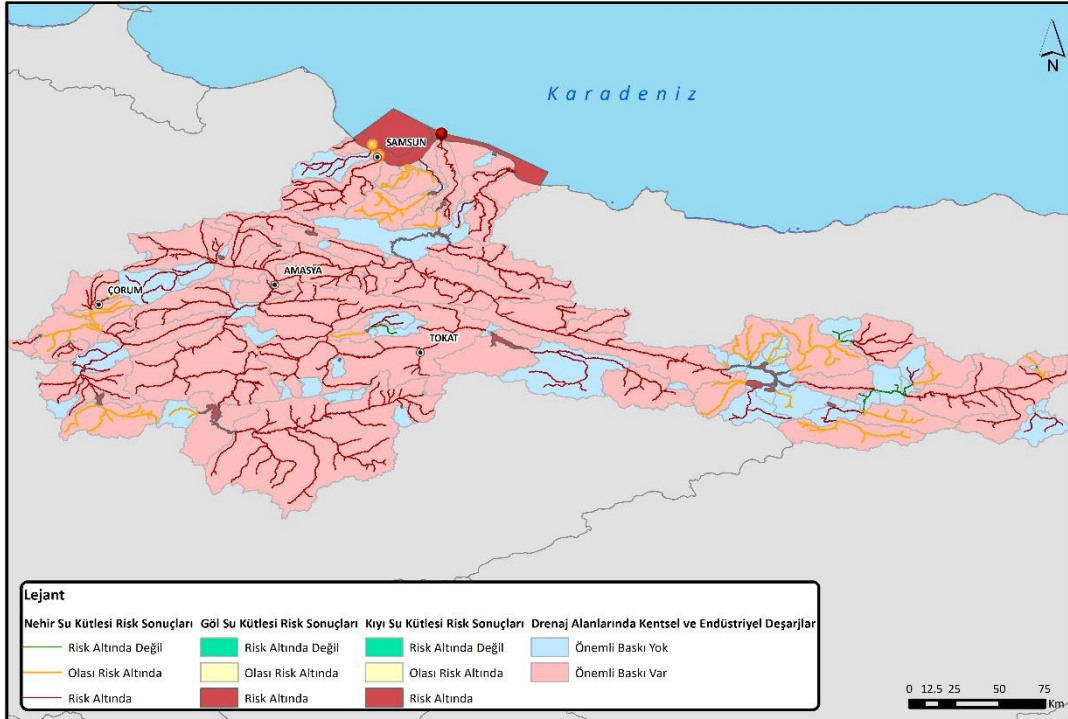 N
Karadeniz
SAMSUN
AMASYA
ÇORUM
TOKAT
Lejant
Nehir Su Kütlesi Risk Sonuçları Göl Su Kütlesi Risk Sonuçları Kıyı Su Kütlesi Risk Sonuçları Drenaj Alanlarında Kentsel ve Endüstriyel Deşarjlar
Risk Altında Değil Risk Altında Değil Risk Altında Değil Önemli Baskı Yok
Olası Risk Altında Olası Risk Altında Olası Risk Altında Önemli Baskı Var
Risk Altında Risk Altında Risk Altında
0 12.5 25 50 75
Km